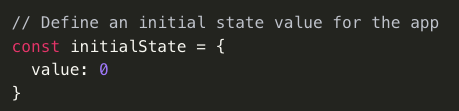 // Define an initial state value for the app
const initialState = {
  value: 0
}